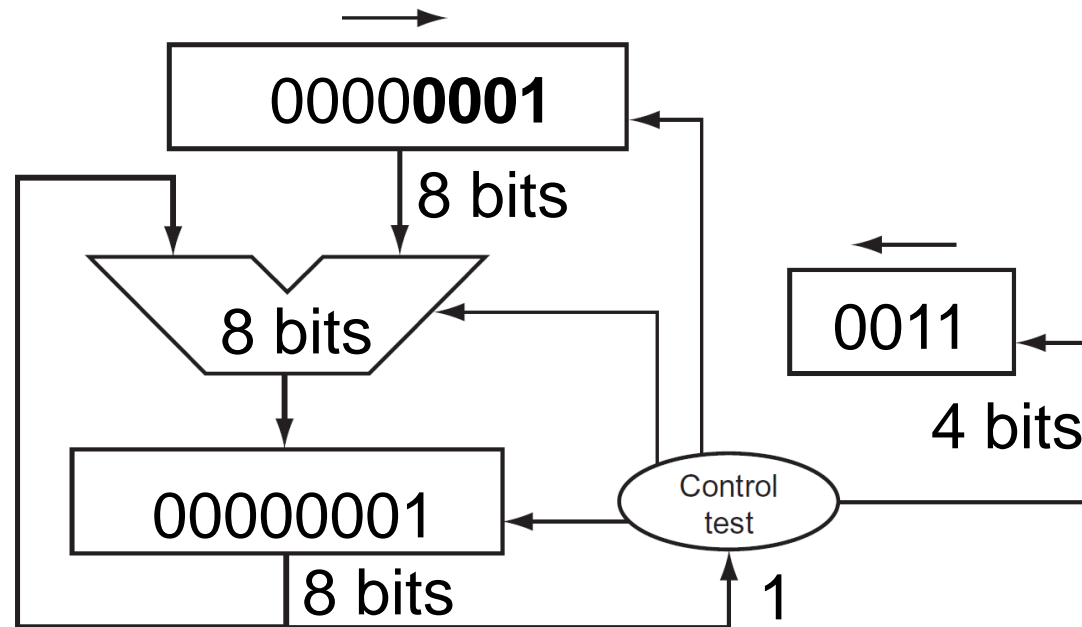 00000001
8 bits
8 bits
0011
4 bits
Control
test
00000001
8 bits
1